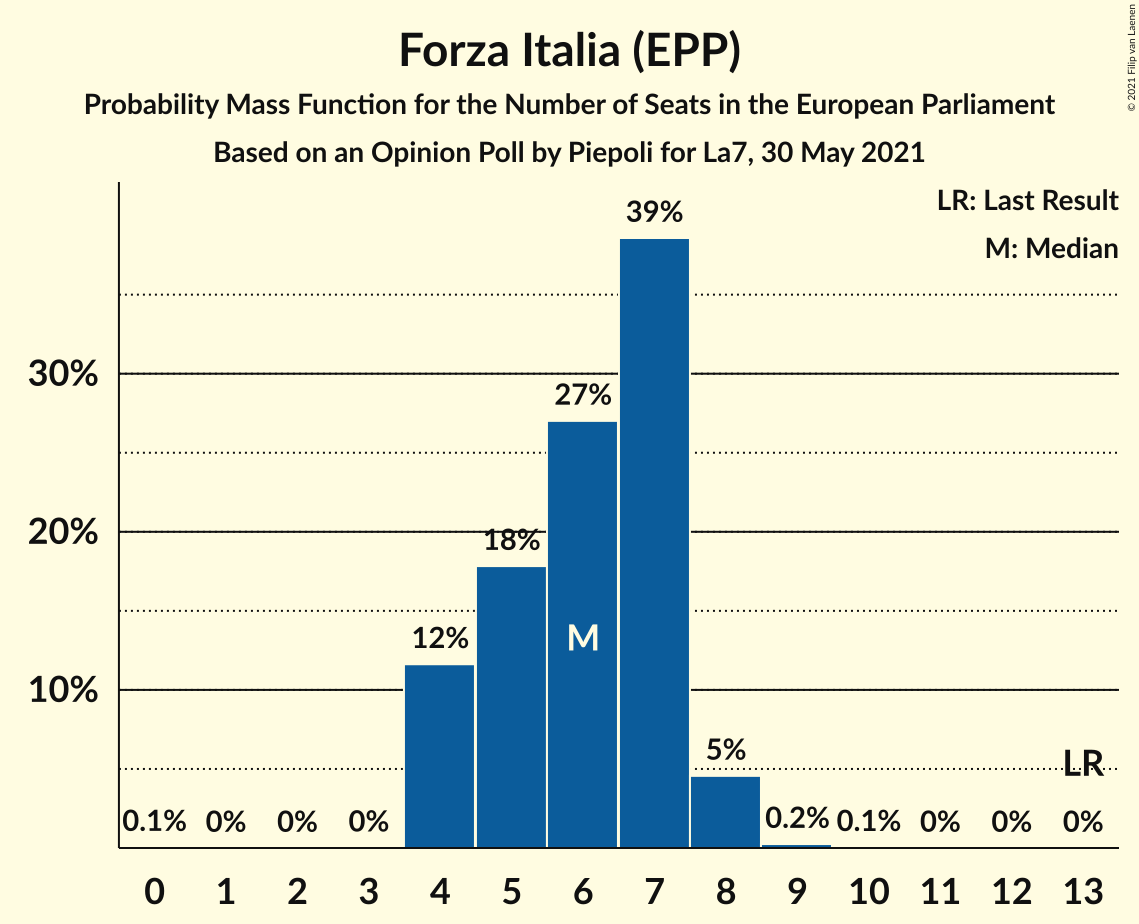 Forza Italia (EPP)
Probability Mass Function for the Number of Seats in the European Parliament
Based on an Opinion Poll by Piepoli for La7, 30 May 2021
© 2021 Filip van Laenen
LR: Last Result
M: Median
39%
30%
27%
20%
18%
M
12%
10%
5%
LR
0.1% 0% 0% 0% 0.2% 0.1% 0% 0% 0%
0 1 2 3 4 5 6 7 8 9 10 11 12 13